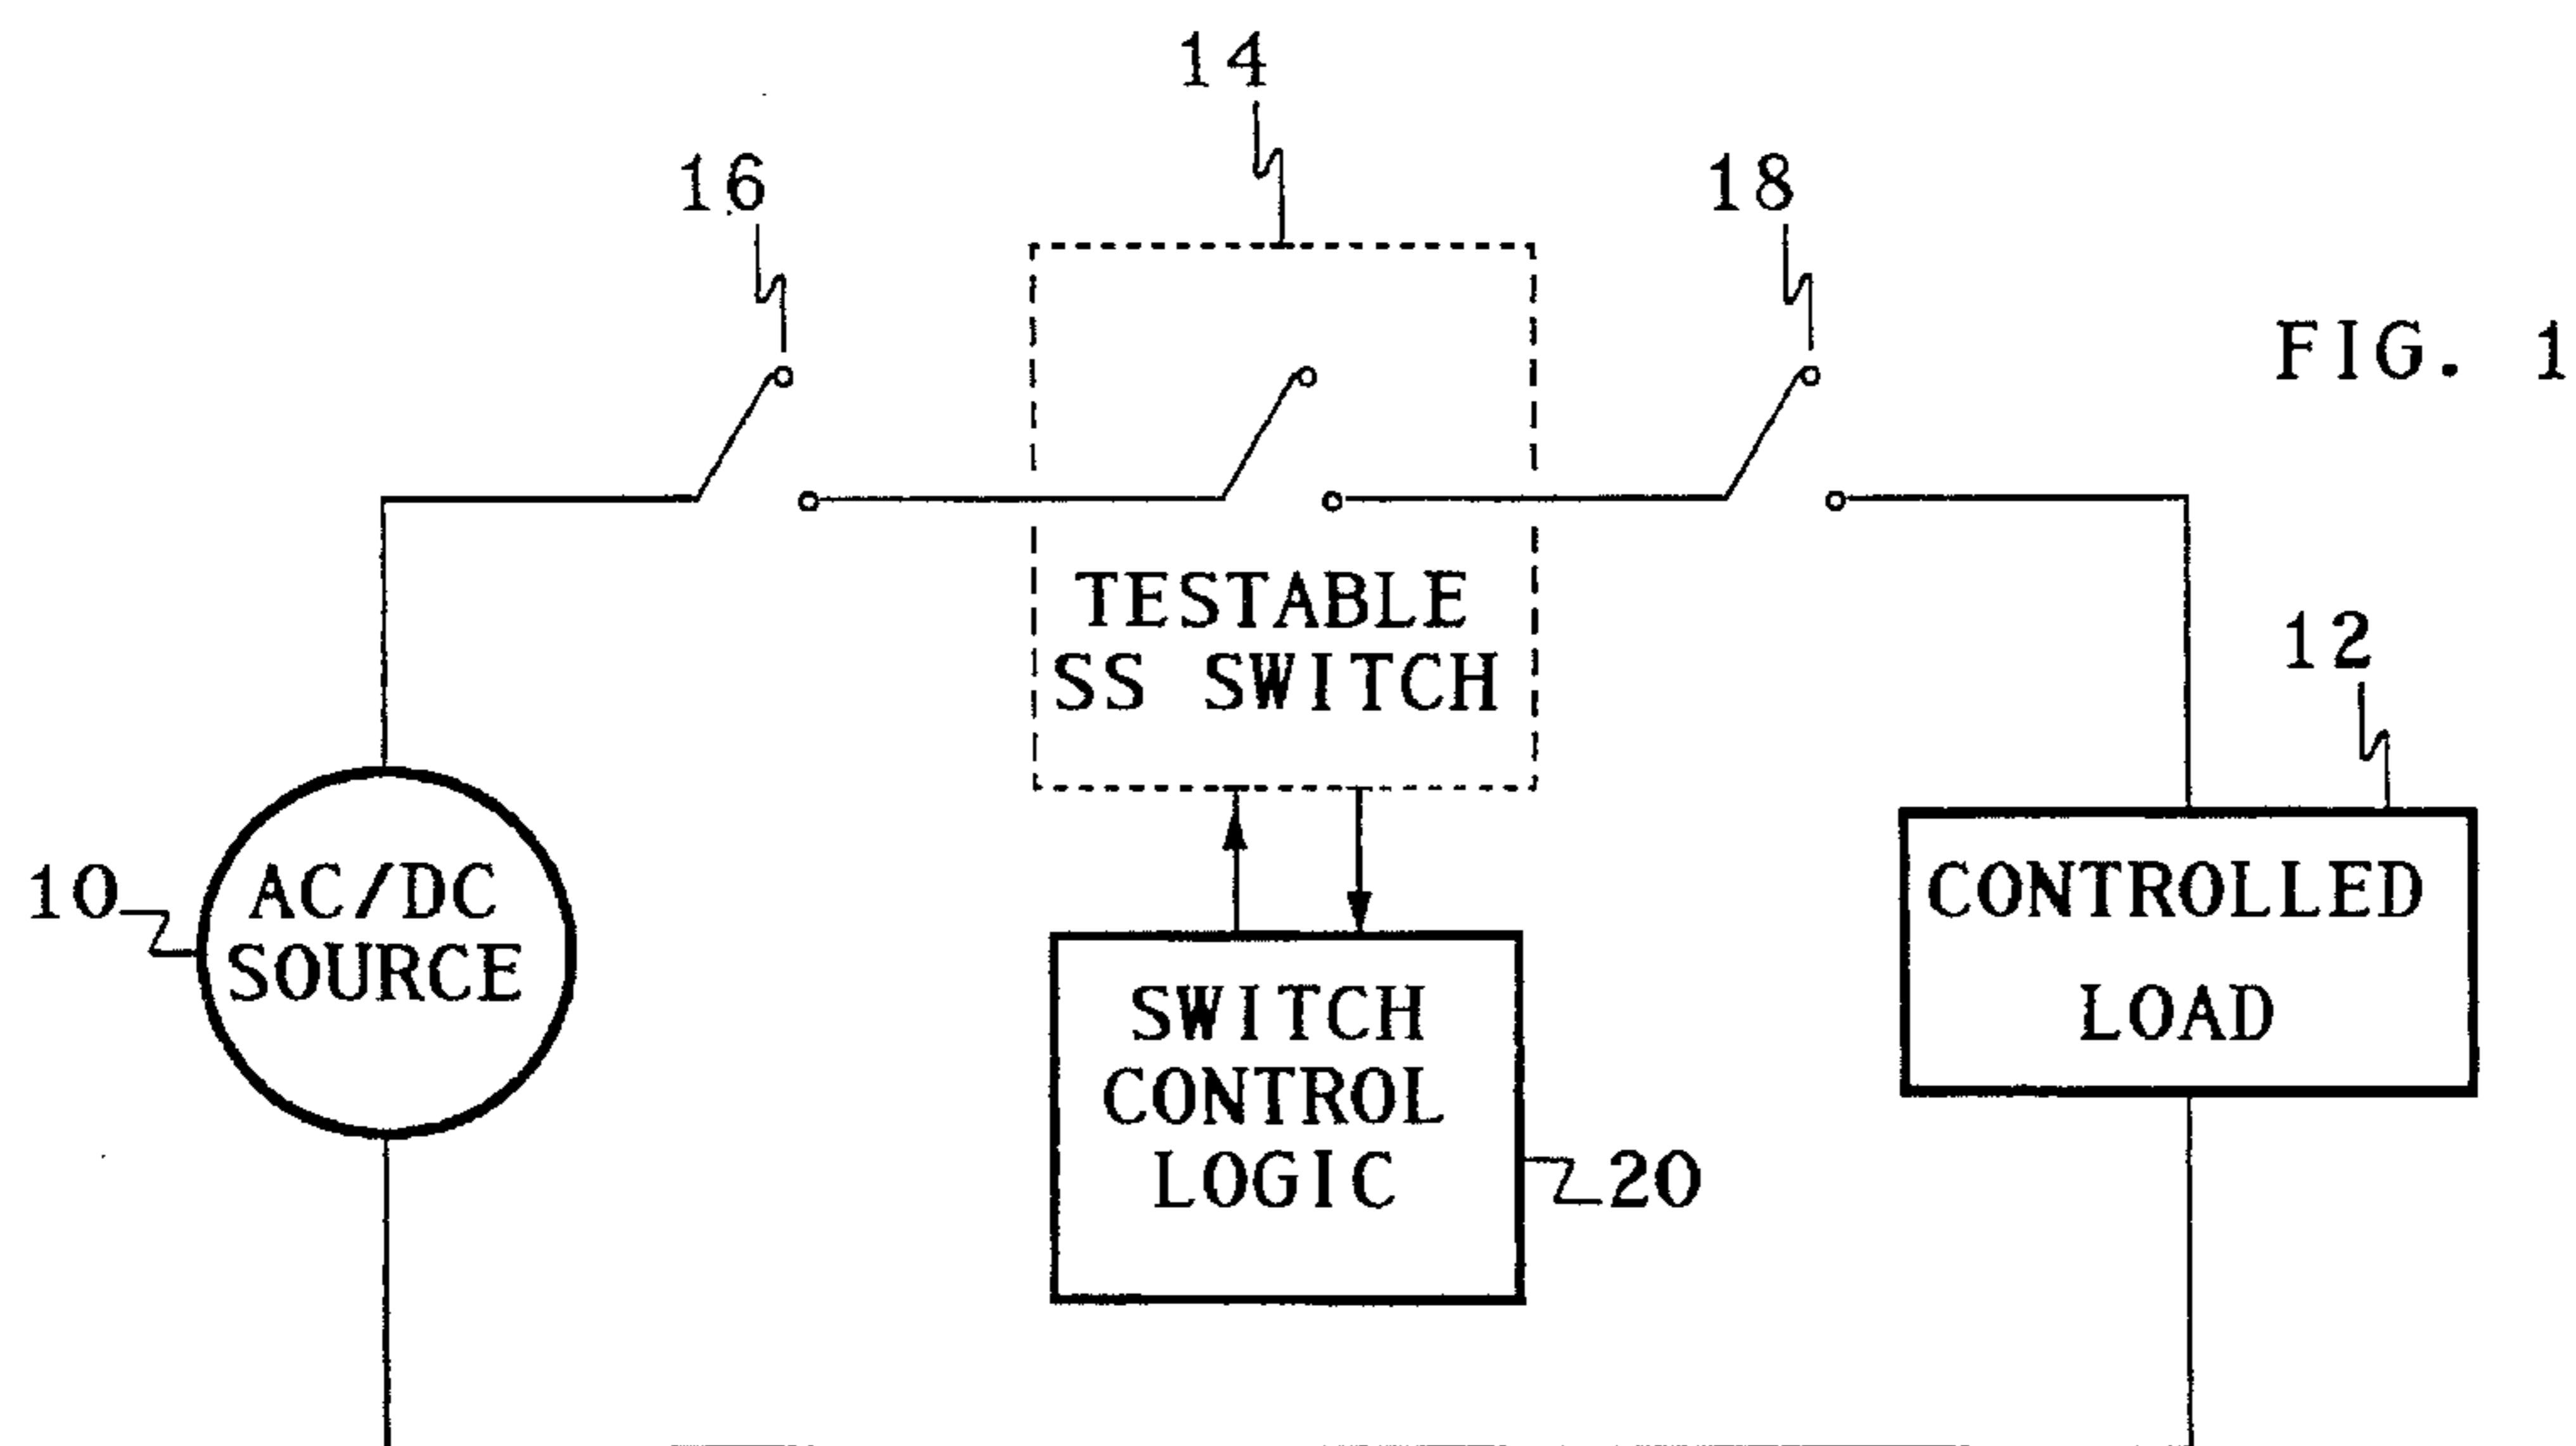 14
16
18
FIG. 1
TESTABLE
SS SWITCH
12
10
AC/DC
SOURCE
CONTROLLED
LOAD
SWITCH
CONTROL
LOGIC
20